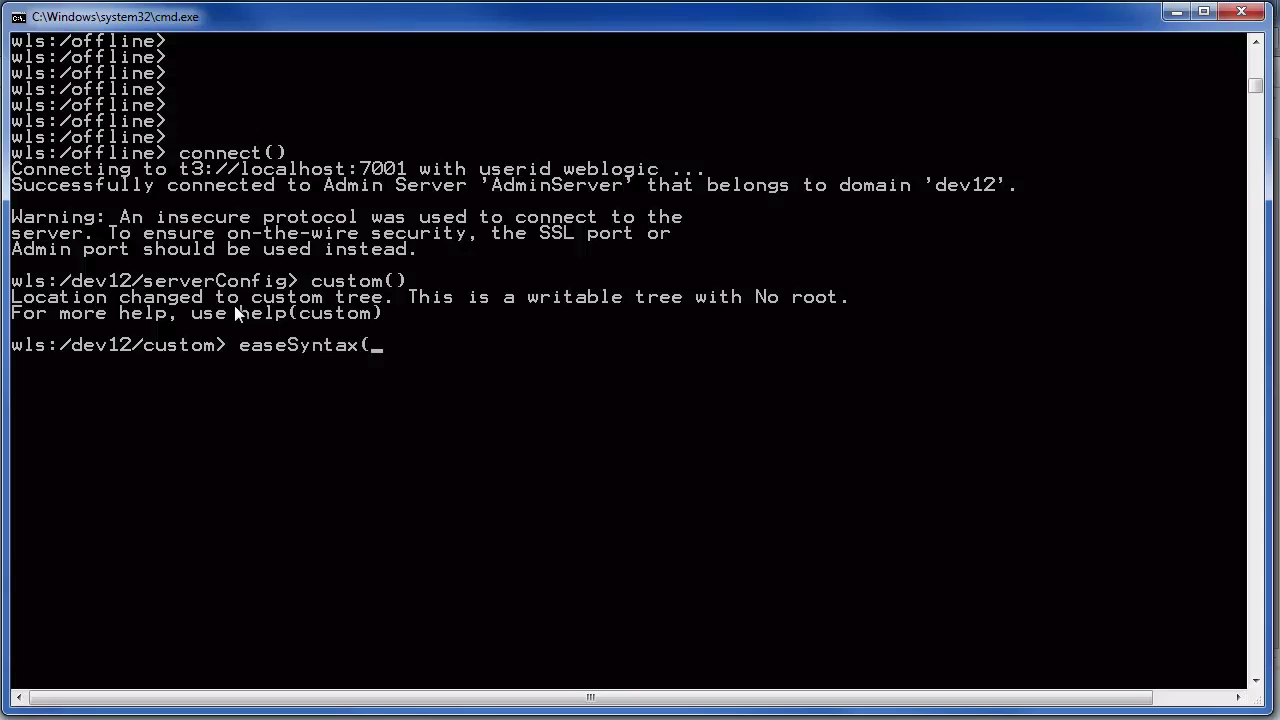 C:\Windows\system32\cmd.exe
wls:/offline>
wls:/offline>
wls:/offline>
wls:/offline>
wls:/offline>
wls:/offline>
wls:/offline>
wls:/offline> connect()
Connecting to t3://localhost:7001 with userid weblogic ...
Successfully connected to Admin Server 'AdminServer' that belongs to domain 'dev12'.
Warning: An insecure protocol was used to connect to the
server. To ensure on-the-wire security, the SSL port or
Admin port should be used instead.
wls:/dev12/serverConfig> custom()
Location changed to custom tree. This is a writable tree with No root.
For more help, use help(custom)
wls:/dev12/custom> easeSyntax(_